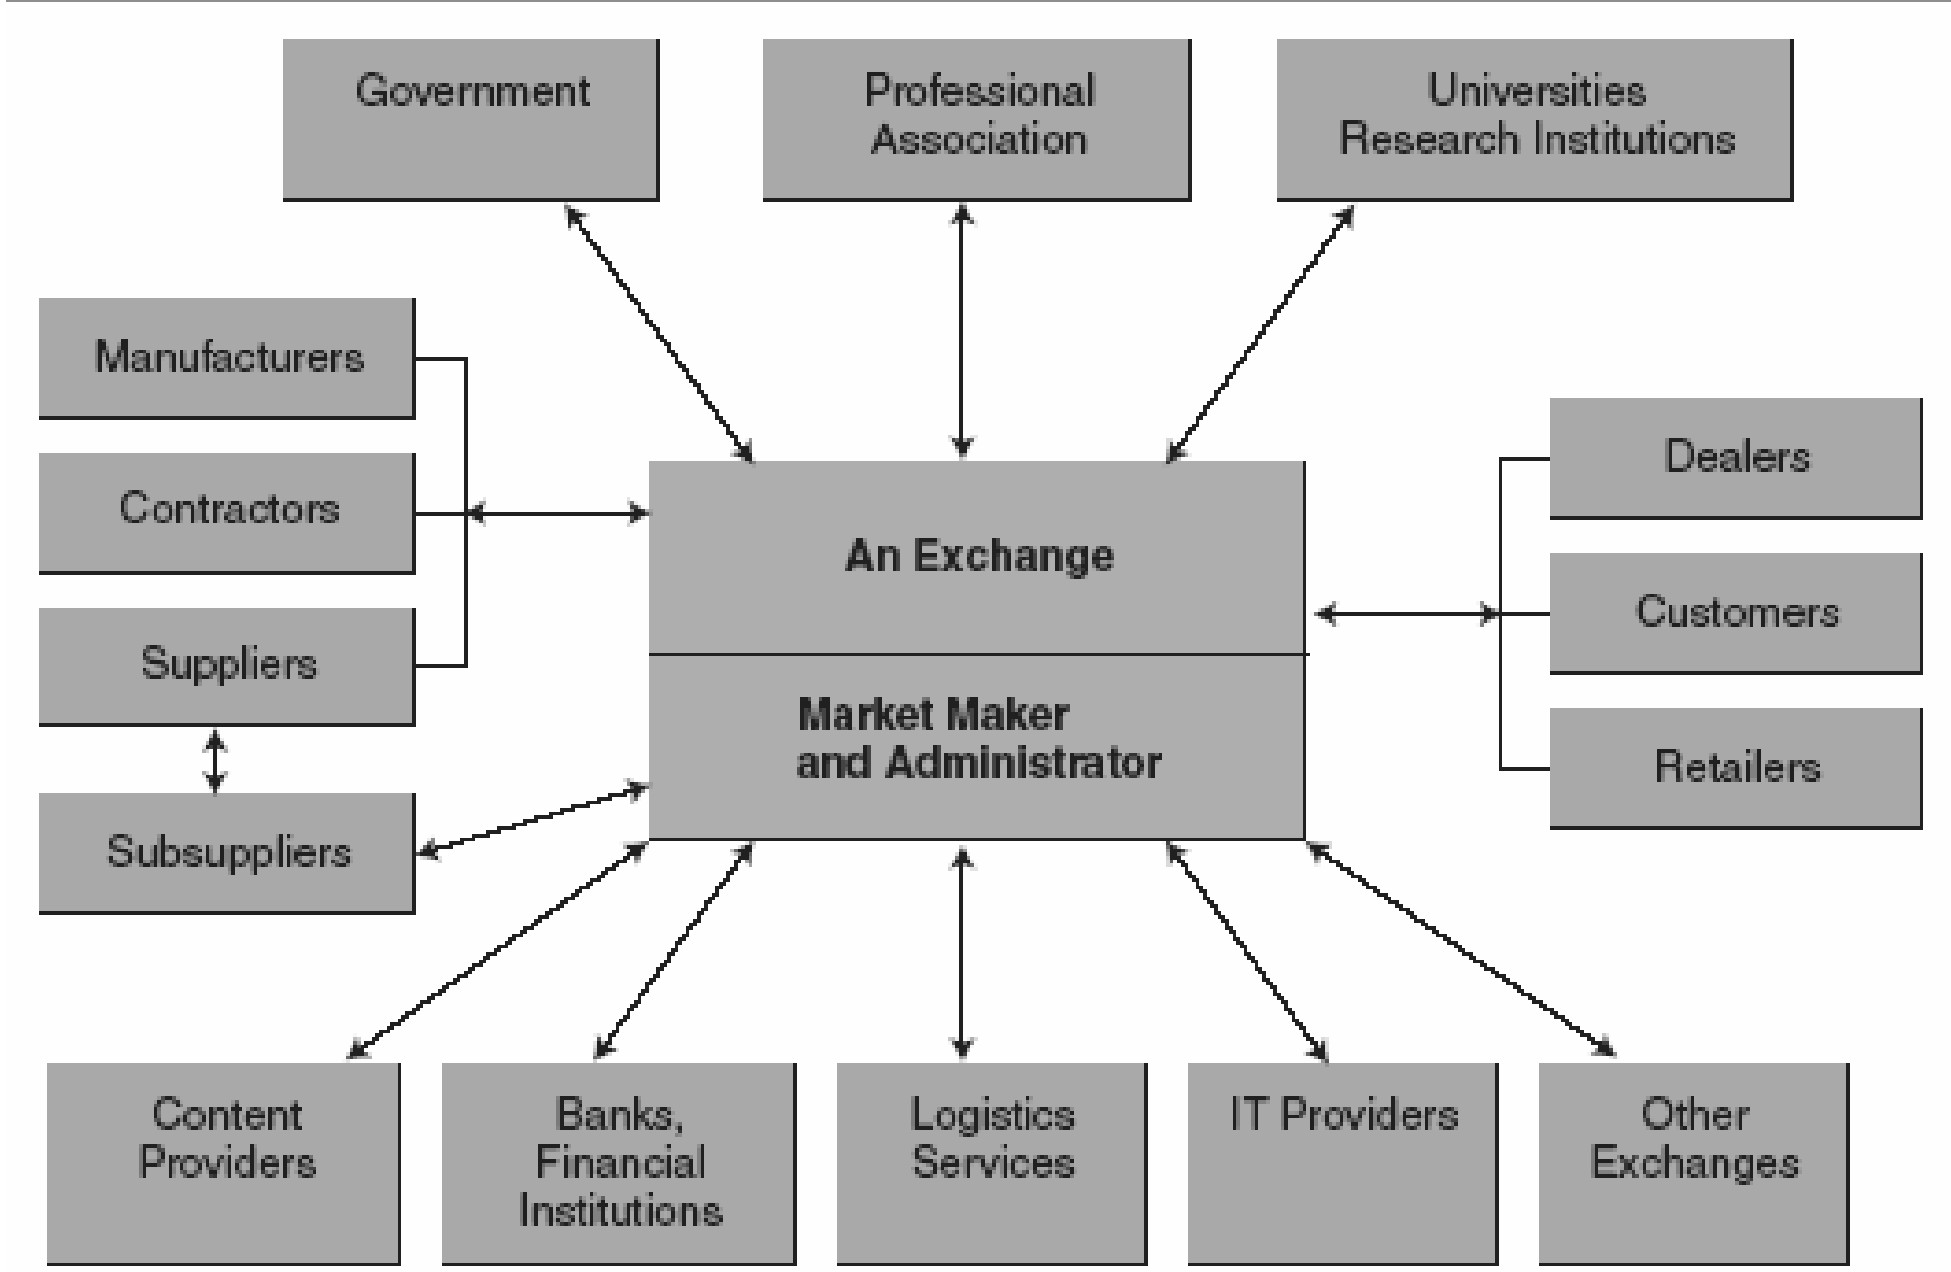 Government
Professional
Association
Universities
Research Institutions
Manufacturers
Contractors
Suppliers
Subsuppliers
An Exchange
Market Maker
and Administrator
Dealers
Customers
Retailers
Content
Providers
Banks,
Financial
Institutions
Logistics
Services
IT Providers
Other
Exchanges